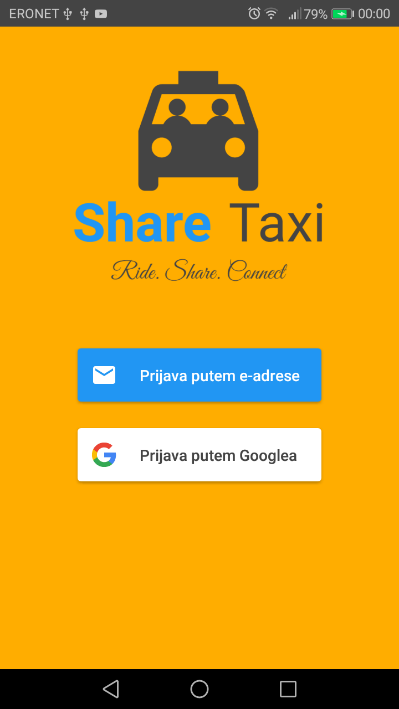 ERONET 79% 00:00
Share Taxi
Ride. Share. Connect
Prijava putem e-adrese
Prijava putem Googlea